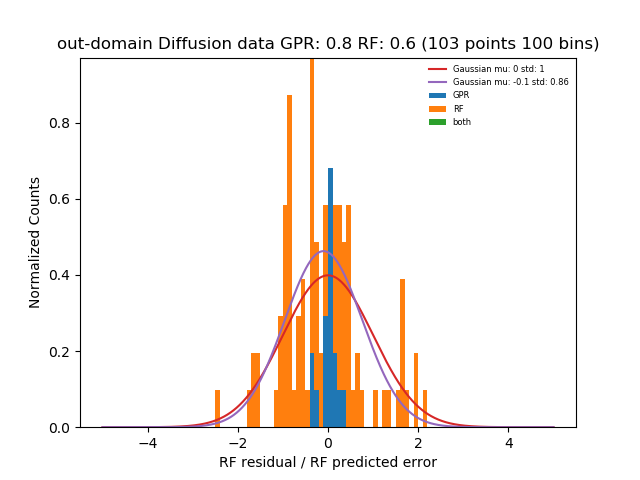 out-domain Diffusion data GPR: 0.8 RF: 0.6 (103 points 100 bins)
Gaussian mu: 0 std: 1
Gaussian mu: -0.1 std: 0.86
GPR
RF
both
Normalized Counts
0.8
0.6
0.4
0.2
0.0
−4 −2 0 2 4
RF residual / RF predicted error